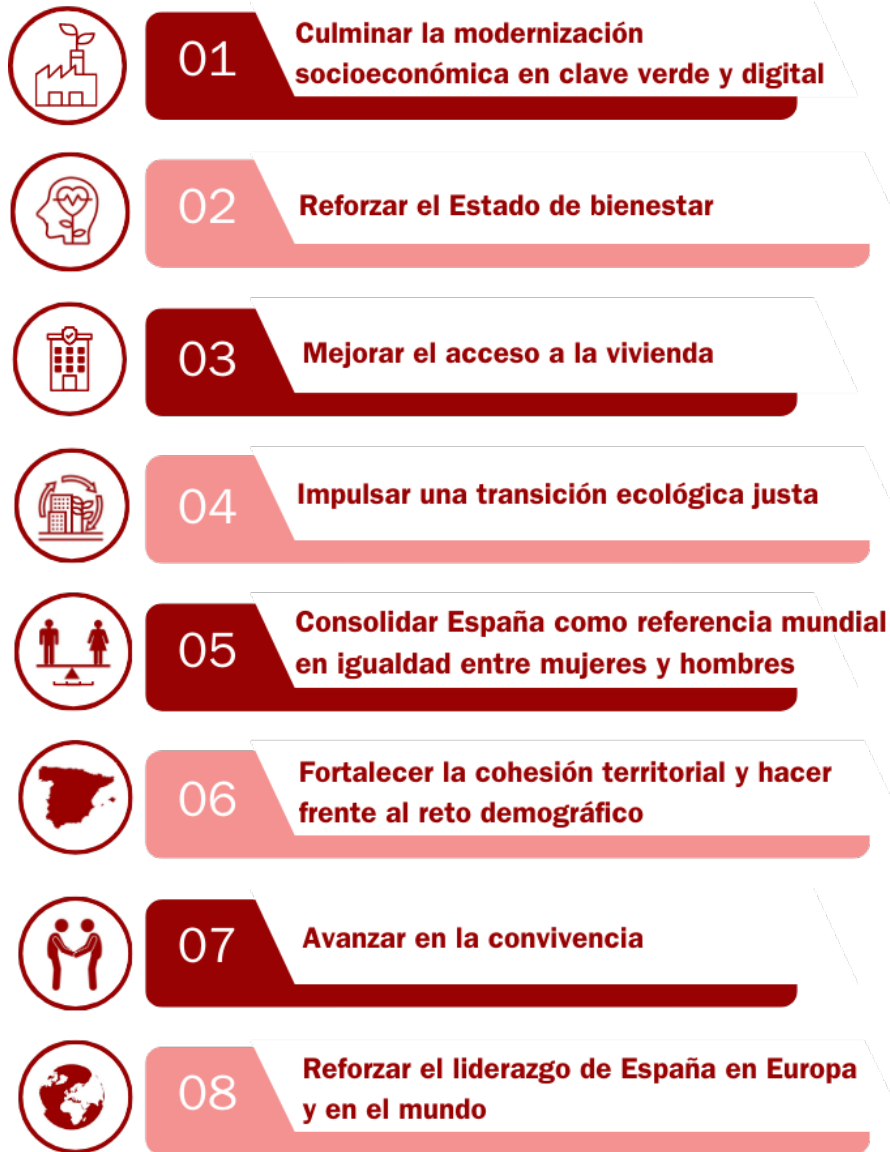 01
Culminar la modernización
socioeconómica en clave verde y digital
02
Reforzar el Estado de bienestar
03
Mejorar el acceso a la vivienda
04
Impulsar una transición ecológica justa
05
Consolidar España como referencia mundial
en igualdad entre mujeres y hombres
06
Fortalecer la cohesión territorial y hacer
frente al reto demográfico
07
Avanzar en la convivencia
08
Reforzar el liderazgo de España en Europa
y en el mundo